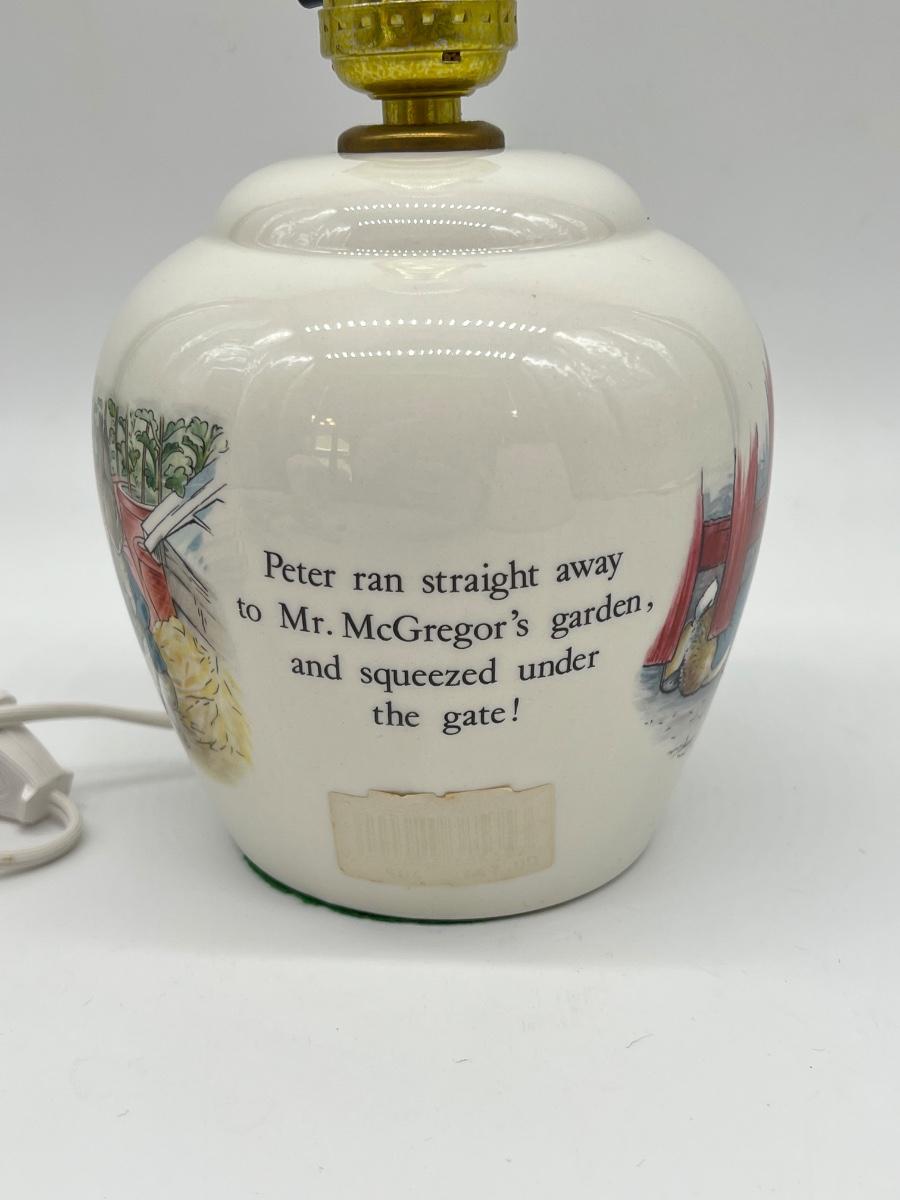 Peter ran straight away
to Mr. McGregor's garden,
and squeezed under
the gate!